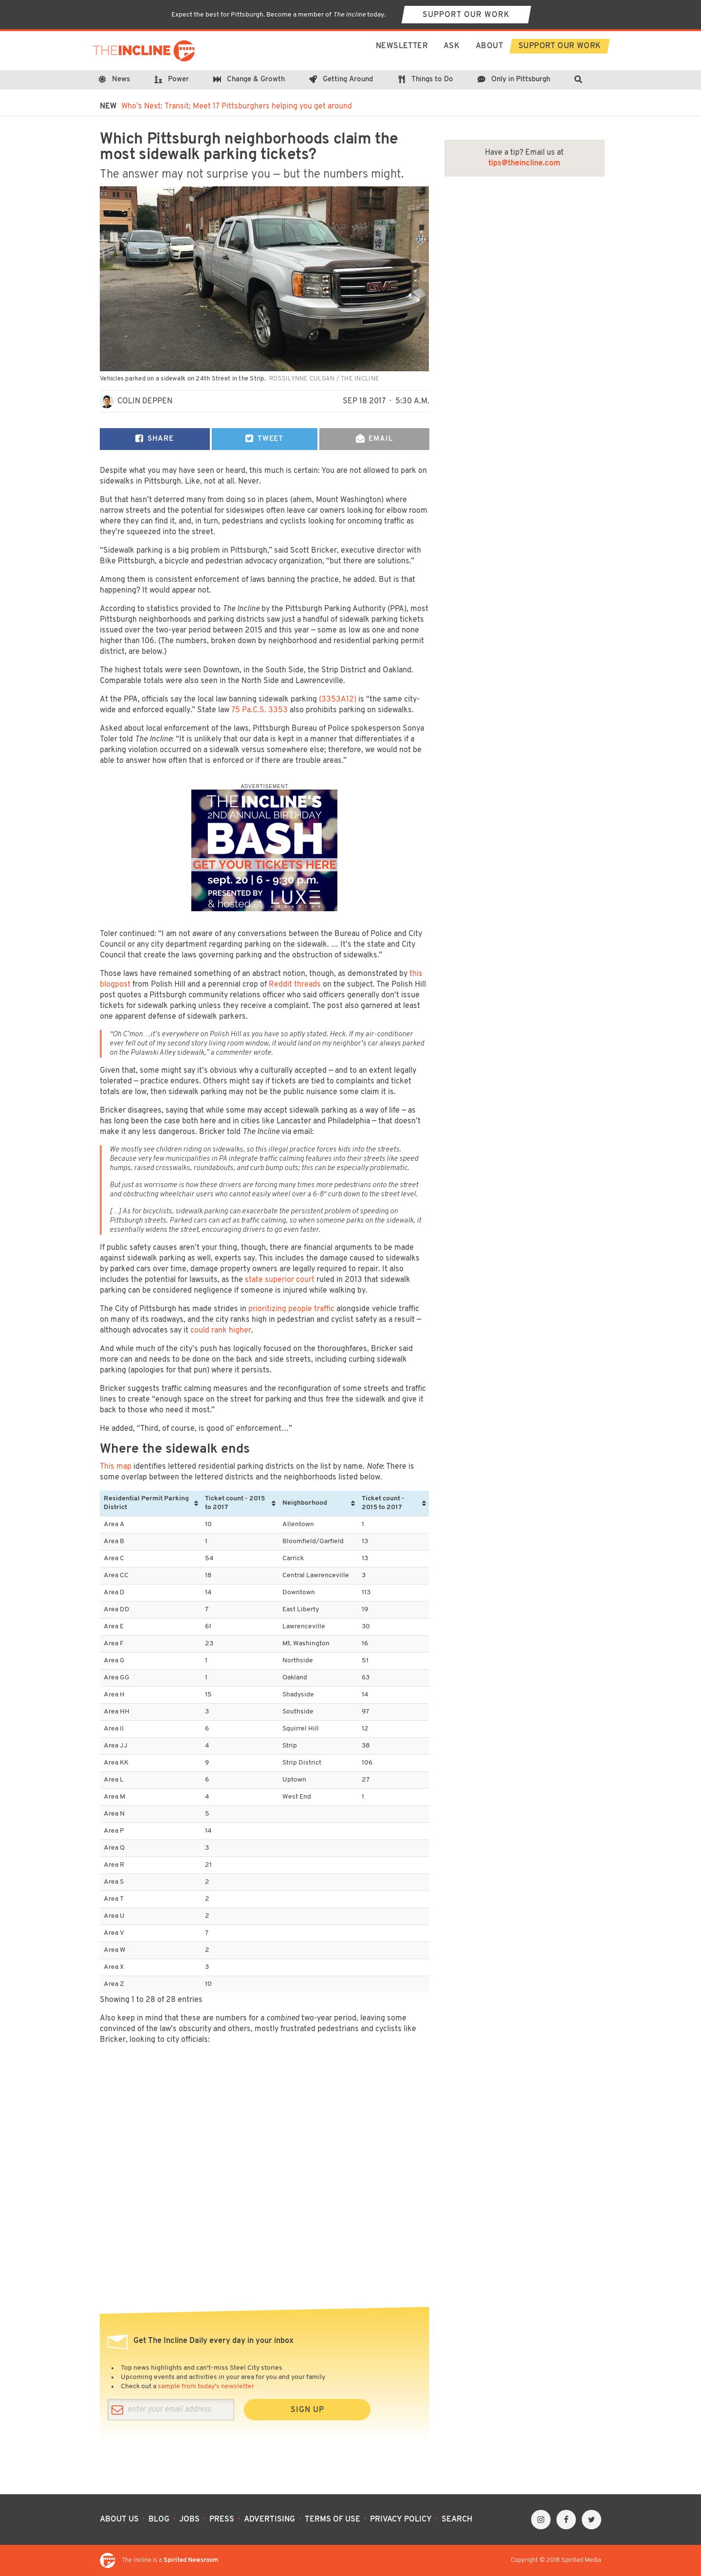 Expect the best for Pittsburgh. Become a member of The Incline today.
SUPPORT OUR WORK
THEINCLINE
NEWSLETTER
ASK
ABOUT
SUPPORT OUR WORK
News
Power
Change & Growth
Getting Around
Things to Do
Only in Pittsburgh
NEW Who's Next: Transit; Meet 17 Pittsburghers helping you get around
Which Pittsburgh neighborhoods claim the
most sidewalk parking tickets?
The answer may not surprise you — but the numbers might.
Have a tip? Email us at
tips@theincline.com
GMC
Vehicles parked on a sidewalk on 24th Street in the Strip. ROSSILYNNE CULGAN / THE INCLINE
COLIN DEPPEN
SEP 18 2017 · 5:30 A.M.
SHARE
TWEET
EMAIL
Despite what you may have seen or heard, this much is certain: You are not allowed to park on
sidewalks in Pittsburgh. Like, not at all. Never.
But that hasn't deterred many from doing so in places (ahem, Mount Washington) where
narrow streets and the potential for sideswipes often leave car owners looking for elbow room
where they can find it, and, in turn, pedestrians and cyclists looking for oncoming traffic as
they're squeezed into the street.
“Sidewalk parking is a big problem in Pittsburgh,” said Scott Bricker, executive director with
Bike Pittsburgh, a bicycle and pedestrian advocacy organization, “but there are solutions.”
Among them is consistent enforcement of laws banning the practice, he added. But is that
happening? It would appear not.
According to statistics provided to The Incline by the Pittsburgh Parking Authority (PPA), most
Pittsburgh neighborhoods and parking districts saw just a handful of sidewalk parking tickets
issued over the two-year period between 2015 and this year — some as low as one and none
higher than 106. (The numbers, broken down by neighborhood and residential parking permit
district, are below.)
The highest totals were seen Downtown, in the South Side, the Strip District and Oakland.
Comparable totals were also seen in the North Side and Lawrenceville.
At the PPA, officials say the local law banning sidewalk parking (3353A12) is “the same city-
wide and enforced equally.” State law 75 Pa.C.S. 3353 also prohibits parking on sidewalks.
Asked about local enforcement of the laws, Pittsburgh Bureau of Police spokesperson Sonya
Toler told The Incline: “It is unlikely that our data is kept in a manner that differentiates if a
parking violation occurred on a sidewalk versus somewhere else; therefore, we would not be
able to answer how often that is enforced or if there are trouble areas.”
ADVERTISEMENT
THE INCLINE'S
2ND ANNUAL BIRTHDAY
BASH
GET YOUR TICKETS HERE
sept. 20 | 6 - 9:30 p.m.
PRESENTED BY
& hosted at LUXE
Toler continued: “I am not aware of any conversations between the Bureau of Police and City
Council or any city department regarding parking on the sidewalk. … It's the state and City
Council that create the laws governing parking and the obstruction of sidewalks.”
Those laws have remained something of an abstract notion, though, as demonstrated by this
blogpost from Polish Hill and a perennial crop of Reddit threads on the subject. The Polish Hill
post quotes a Pittsburgh community relations officer who said officers generally don't issue
tickets for sidewalk parking unless they receive a complaint. The post also garnered at least
one apparent defense of sidewalk parkers.
“Oh C'mon….it's everywhere on Polish Hill as you have so aptly stated. Heck. If my air-conditioner
ever fell out of my second story living room window, it would land on my neighbor's car always parked
on the Pulawski Alley sidewalk,” a commenter wrote.
Given that, some might say it's obvious why a culturally accepted — and to an extent legally
tolerated — practice endures. Others might say if tickets are tied to complaints and ticket
totals are low, then sidewalk parking may not be the public nuisance some claim it is.
Bricker disagrees, saying that while some may accept sidewalk parking as a way of life — as
has long been the case both here and in cities like Lancaster and Philadelphia — that doesn't
make it any less dangerous. Bricker told The Incline via email:
We mostly see children riding on sidewalks, so this illegal practice forces kids into the streets.
Because very few municipalities in PA integrate traffic calming features into their streets like speed
humps, raised crosswalks, roundabouts, and curb bump outs; this can be especially problematic.
But just as worrisome is how these drivers are forcing many times more pedestrians onto the street
and obstructing wheelchair users who cannot easily wheel over a 6-8″ curb down to the street level.
[…] As for bicyclists, sidewalk parking can exacerbate the persistent problem of speeding on
Pittsburgh streets. Parked cars can act as traffic calming, so when someone parks on the sidewalk, it
essentially widens the street, encouraging drivers to go even faster.
If public safety causes aren't your thing, though, there are financial arguments to be made
against sidewalk parking as well, experts say. This includes the damage caused to sidewalks
by parked cars over time, damage property owners are legally required to repair. It also
includes the potential for lawsuits, as the state superior court ruled in 2013 that sidewalk
parking can be considered negligence if someone is injured while walking by.
The City of Pittsburgh has made strides in prioritizing people traffic alongside vehicle traffic
on many of its roadways, and the city ranks high in pedestrian and cyclist safety as a result —
although advocates say it could rank higher.
And while much of the city's push has logically focused on the thoroughfares, Bricker said
more can and needs to be done on the back and side streets, including curbing sidewalk
parking (apologies for that pun) where it persists.
Bricker suggests traffic calming measures and the reconfiguration of some streets and traffic
lines to create “enough space on the street for parking and thus free the sidewalk and give it
back to those who need it most.”
He added, “Third, of course, is good ol' enforcement…”
Where the sidewalk ends
This map identifies lettered residential parking districts on the list by name. Note: There is
some overlap between the lettered districts and the neighborhoods listed below.
Residential Permit Parking District | Ticket count - 2015 to 2017 | Neighborhood | Ticket count - 2015 to 2017
Area A 10 Allentown 1
Area B 1 Bloomfield/Garfield 13
Area C 54 Carrick 13
Area CC 18 Central Lawrenceville 3
Area D 14 Downtown 113
Area DD 7 East Liberty 19
Area E 61 Lawrenceville 30
Area F 23 Mt. Washington 16
Area G 1 Northside 51
Area GG 1 Oakland 63
Area H 15 Shadyside 14
Area HH 3 Southside 97
Area II 6 Squirrel Hill 12
Area JJ 4 Strip 38
Area KK 9 Strip District 106
Area L 6 Uptown 27
Area M 4 West End 1
Area N 5
Area P 14
Area Q 3
Area R 21
Area S 2
Area T 2
Area U 2
Area V 7
Area W 2
Area X 3
Area Z 10
Showing 1 to 28 of 28 entries
Also keep in mind that these are numbers for a combined two-year period, leaving some
convinced of the law's obscurity and others, mostly frustrated pedestrians and cyclists like
Bricker, looking to city officials:
Get The Incline Daily every day in your inbox
• Top news highlights and can't-miss Steel City stories
• Upcoming events and activities in your area for you and your family
• Check out a sample from today's newsletter
enter your email address
SIGN UP
ABOUT US · BLOG · JOBS · PRESS · ADVERTISING · TERMS OF USE · PRIVACY POLICY · SEARCH
The Incline is a Spirited Newsroom
Copyright © 2018 Spirited Media